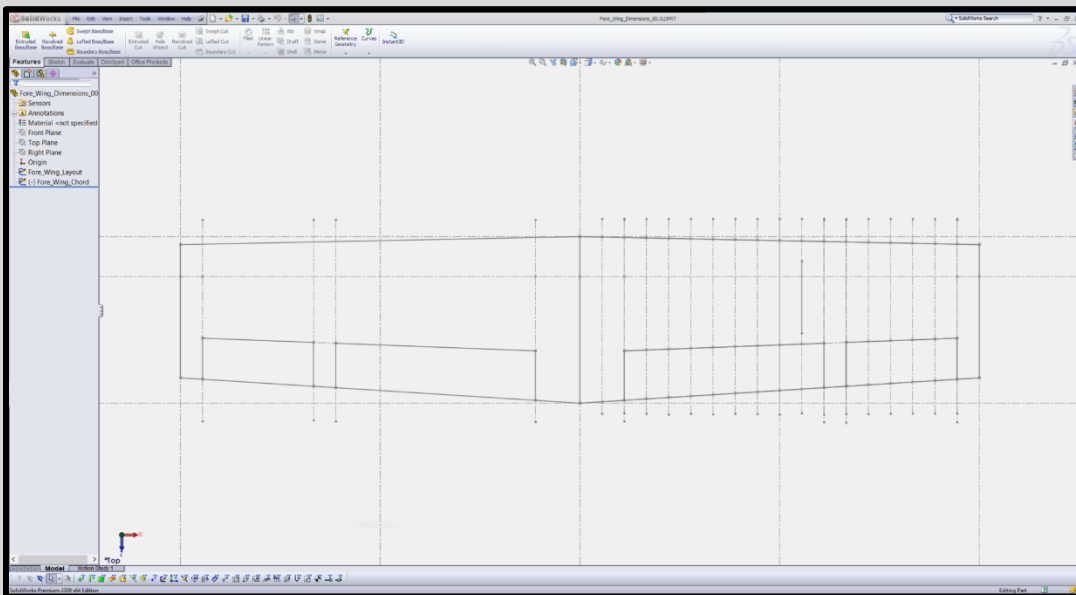 SolidWorks File Edit View Insert Tools Window Help Fore_Wing_Dimensions_00.SLDPRT SolidWorks Search
Extruded Boss/Base Revolved Boss/Base Swept Boss/Base Lofted Boss/Base Boundary Boss/Base Extruded Cut Hole Wizard Revolved Cut Swept Cut Lofted Cut Boundary Cut Fillet Linear Pattern Rib Draft Shell Wrap Dome Mirror Reference Geometry Curves Instant3D
Features Sketch Evaluate DimXpert Office Products
Fore_Wing_Dimensions_00
Sensors
Annotations
Material <not specified
Front Plane
Top Plane
Right Plane
Origin
Fore_Wing_Layout
(-) Fore_Wing_Chord
X
*Top
Model Motion Study 1
SolidWorks Premium 2009 x64 Edition Editing Part